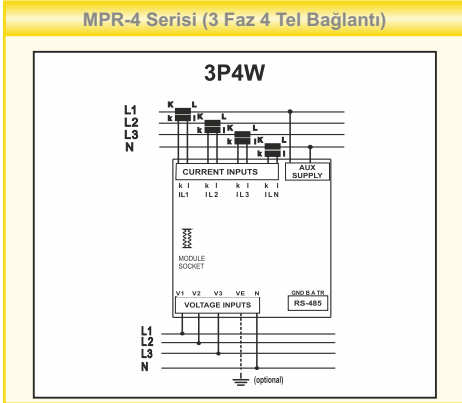 MPR-4 Serisi (3 Faz 4 Tel Bağlantı)
3P4W
K L
L1
k l K L
L2
k l K L
L3
k l K L
N
k l
CURRENT INPUTS
AUX
SUPPLY
k l k l k l k l
IL1 IL2 IL3 ILN
MODULE
SOCKET
V1 V2 V3 VE N
GND B A TR
VOLTAGE INPUTS
RS-485
L1
L2
L3
N
(optional)